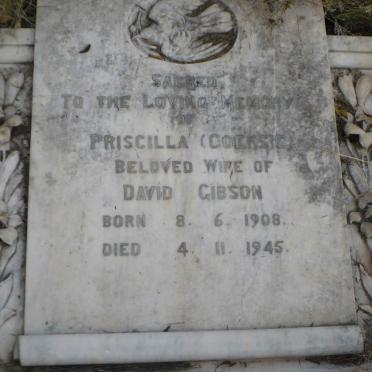 SACRED
TO THE LOVING MEMORY
OF
PRISCILLA (COERSIE)
BELOVED WIFE OF
DAVID GIBSON
BORN 8. 6. 1908.
DIED 4. 11. 1945.